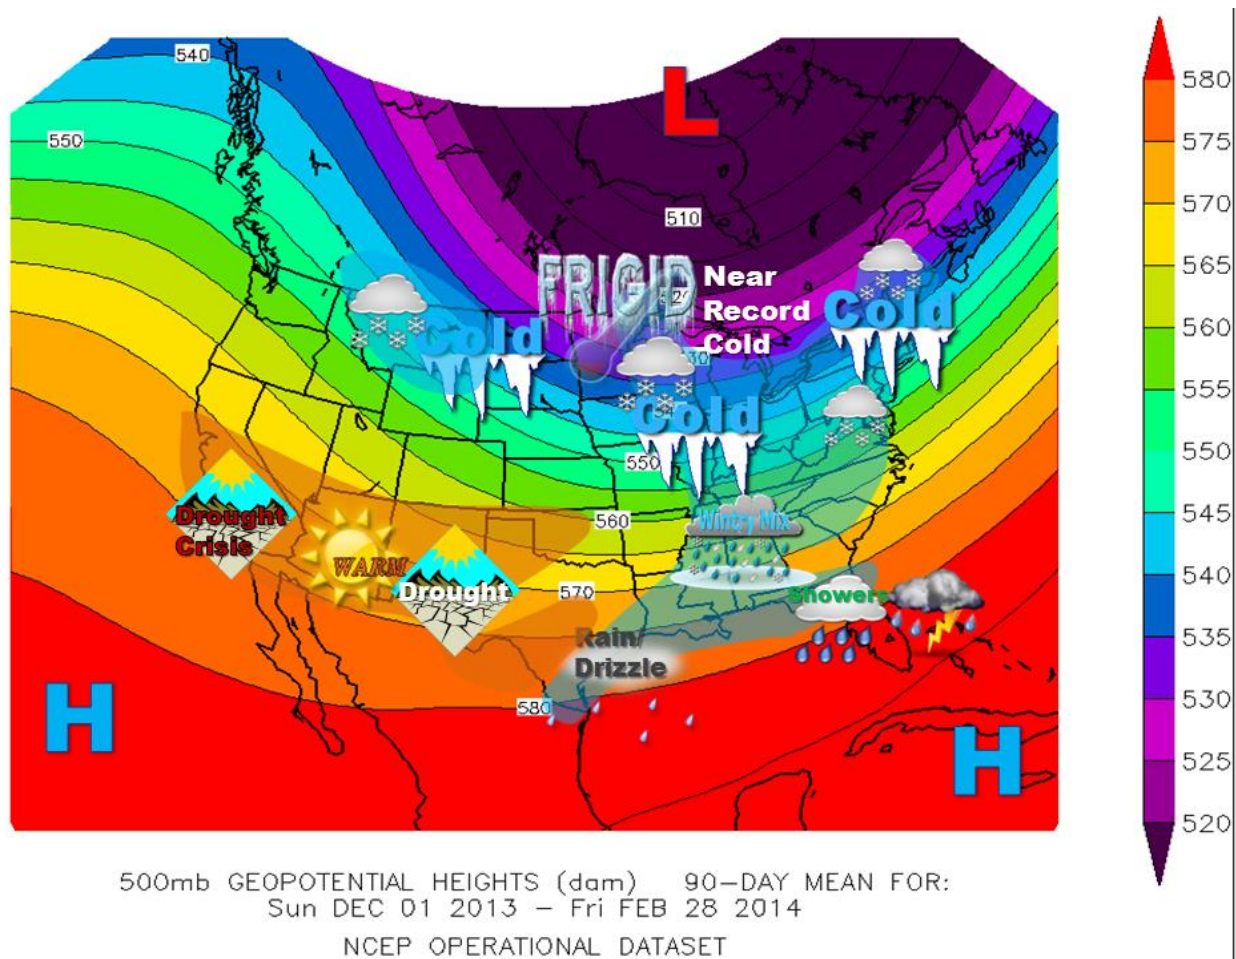 540
L
580
575
550
570
510
565
FRIGID
Near
Record
Cold
560
Cold
Cold
555
Cold
550
550
545
Drought
Crisis
Wintry Mix
560
WARM
540
Drought
570
Showers
535
Rain/
Drizzle
530
H
580
H
525
520
500mb GEOPOTENTIAL HEIGHTS (dam) 90-DAY MEAN FOR:
Sun DEC 01 2013 - Fri FEB 28 2014
NCEP OPERATIONAL DATASET